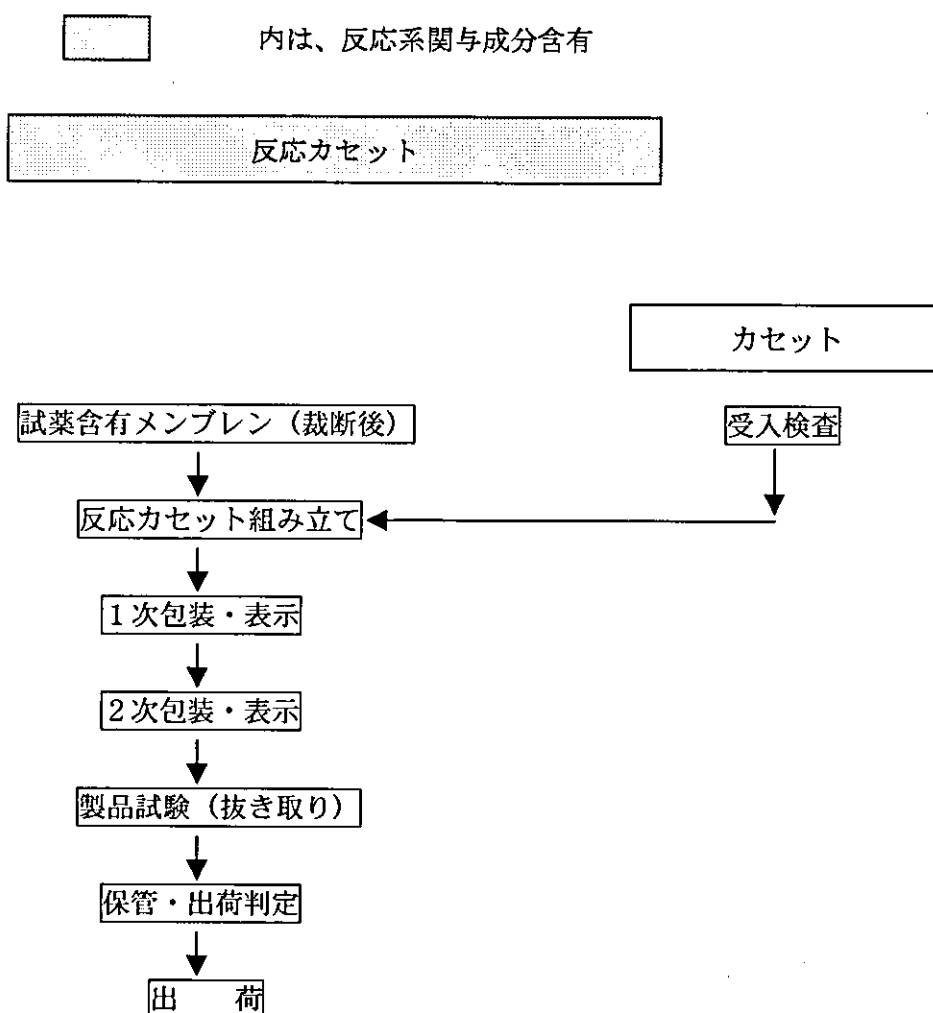 内は、反応系関与成分含有
反応カセット
カセット
試薬含有メンブレン（裁断後）
受入検査
反応カセット組み立て
１次包装・表示
２次包装・表示
製品試験（抜き取り）
保管・出荷判定
出　　荷